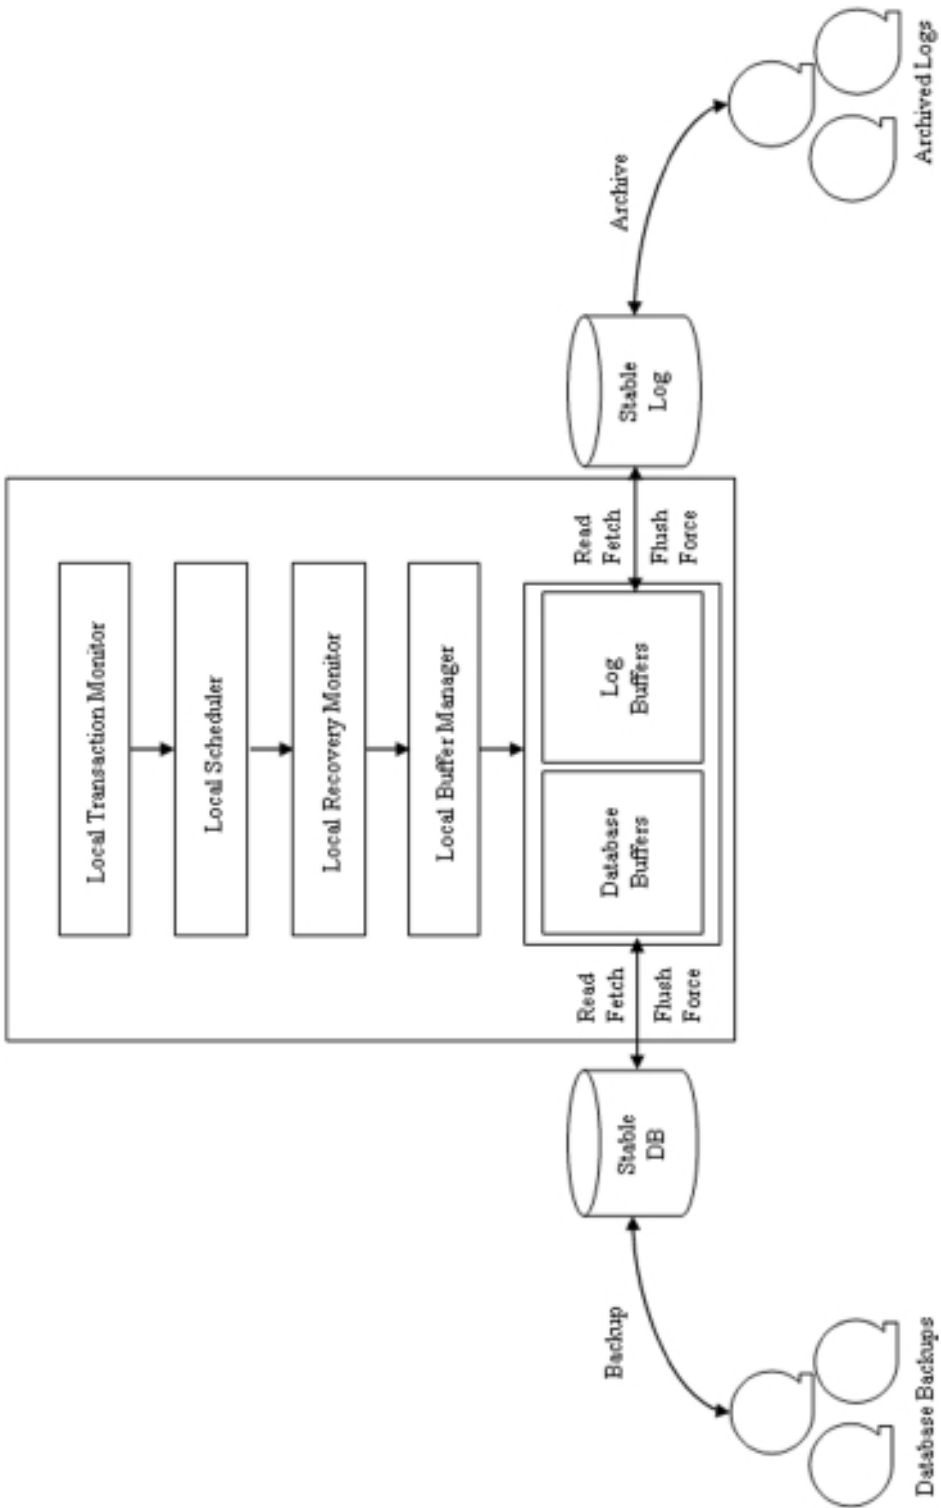 Local Transaction Monitor
Local Scheduler
Local Recovery Monitor
Local Buffer Manager
Read
Fetch
Flush
Force
Database
Buffers
Log
Buffers
Read
Fetch
Flush
Force
Stable
DB
Stable
Log
Backup
Archive
Database Backups
Archived Logs